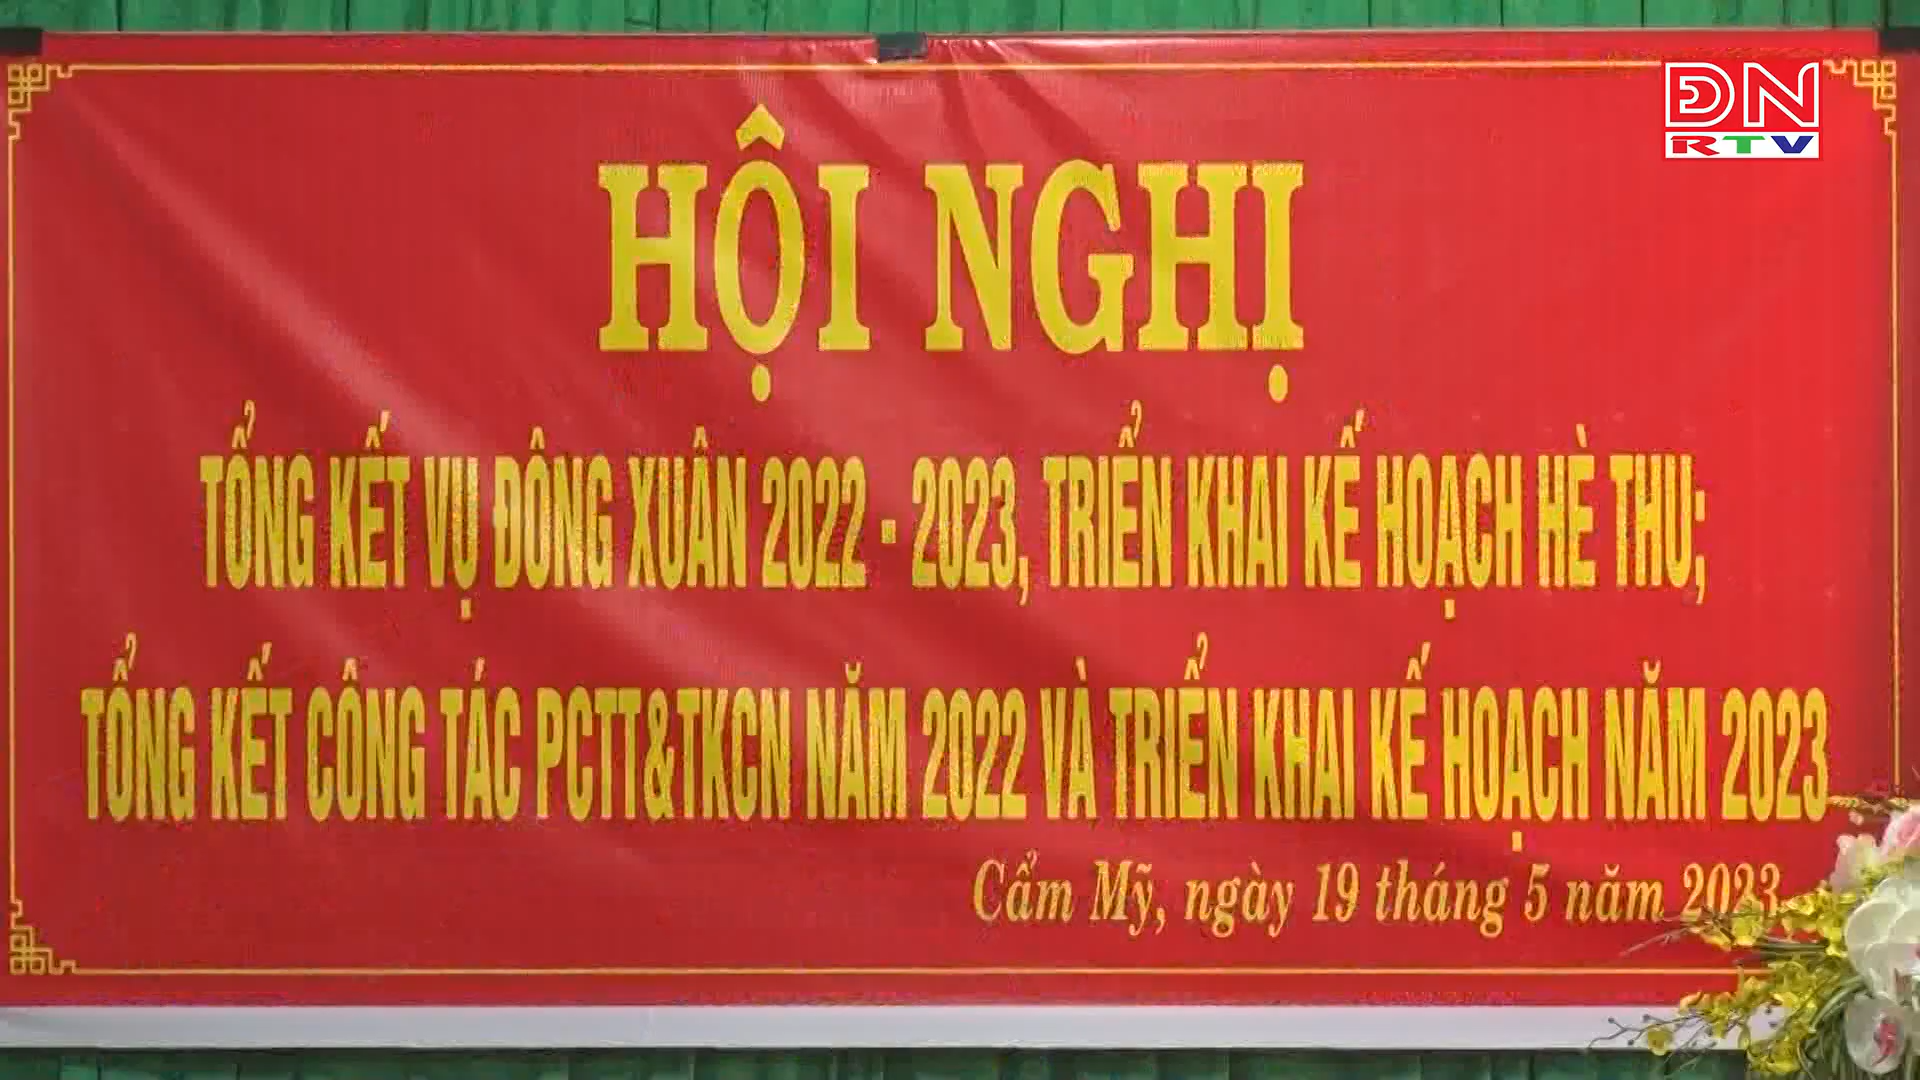 ĐN
RTV
HỘI NGHỊ
TỔNG KẾT VỤ ĐÔNG XUÂN 2022 - 2023, TRIỂN KHAI KẾ HOẠCH HÈ THU;
TỔNG KẾT CÔNG TÁC PCTT&TKCN NĂM 2022 VÀ TRIỂN KHAI KẾ HOẠCH NĂM 2023
Cẩm Mỹ, ngày 19 tháng 5 năm 2023